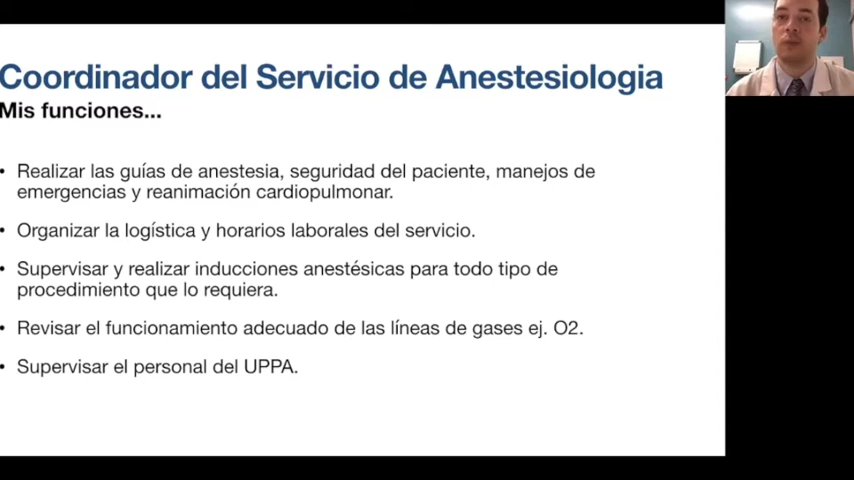 Coordinador del Servicio de Anestesiologia
Mis funciones...
• Realizar las guías de anestesia, seguridad del paciente, manejos de
emergencias y reanimación cardiopulmonar.
• Organizar la logística y horarios laborales del servicio.
• Supervisar y realizar inducciones anestésicas para todo tipo de
procedimiento que lo requiera.
• Revisar el funcionamiento adecuado de las líneas de gases ej. O2.
• Supervisar el personal del UPPA.